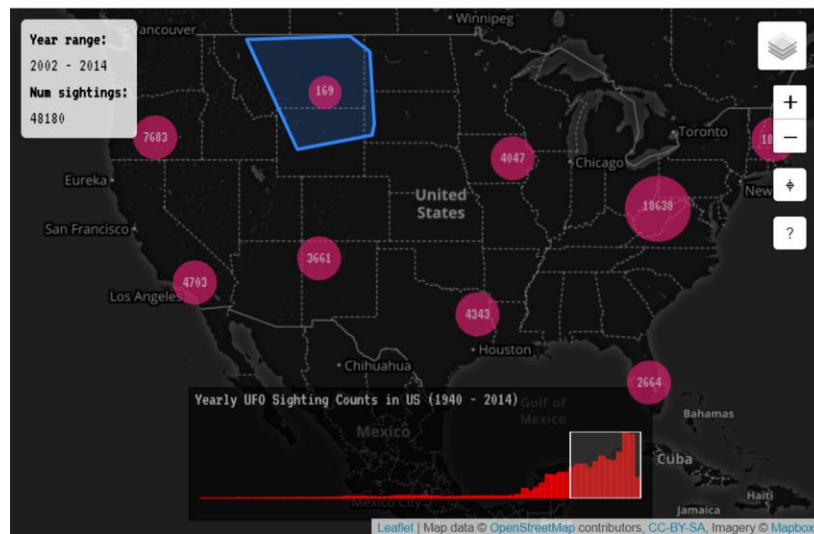 Year range:
2002 - 2014
Num sightings:
48180
Vancouver
Winnipeg
169
7683
4047
Toronto
Chicago
Eureka
United
States
18638
New
San Francisco
3661
4703
Los Angeles
4343
Houston
Chihuahua
2664
Yearly UFO Sighting Counts in US (1940 - 2014)
Gulf of
Mexico
Bahamas
Mexico
Cuba
Mexico City
Haiti
Jamaica
+
−
?
Leaflet | Map data © OpenStreetMap contributors, CC-BY-SA, Imagery © Mapbox